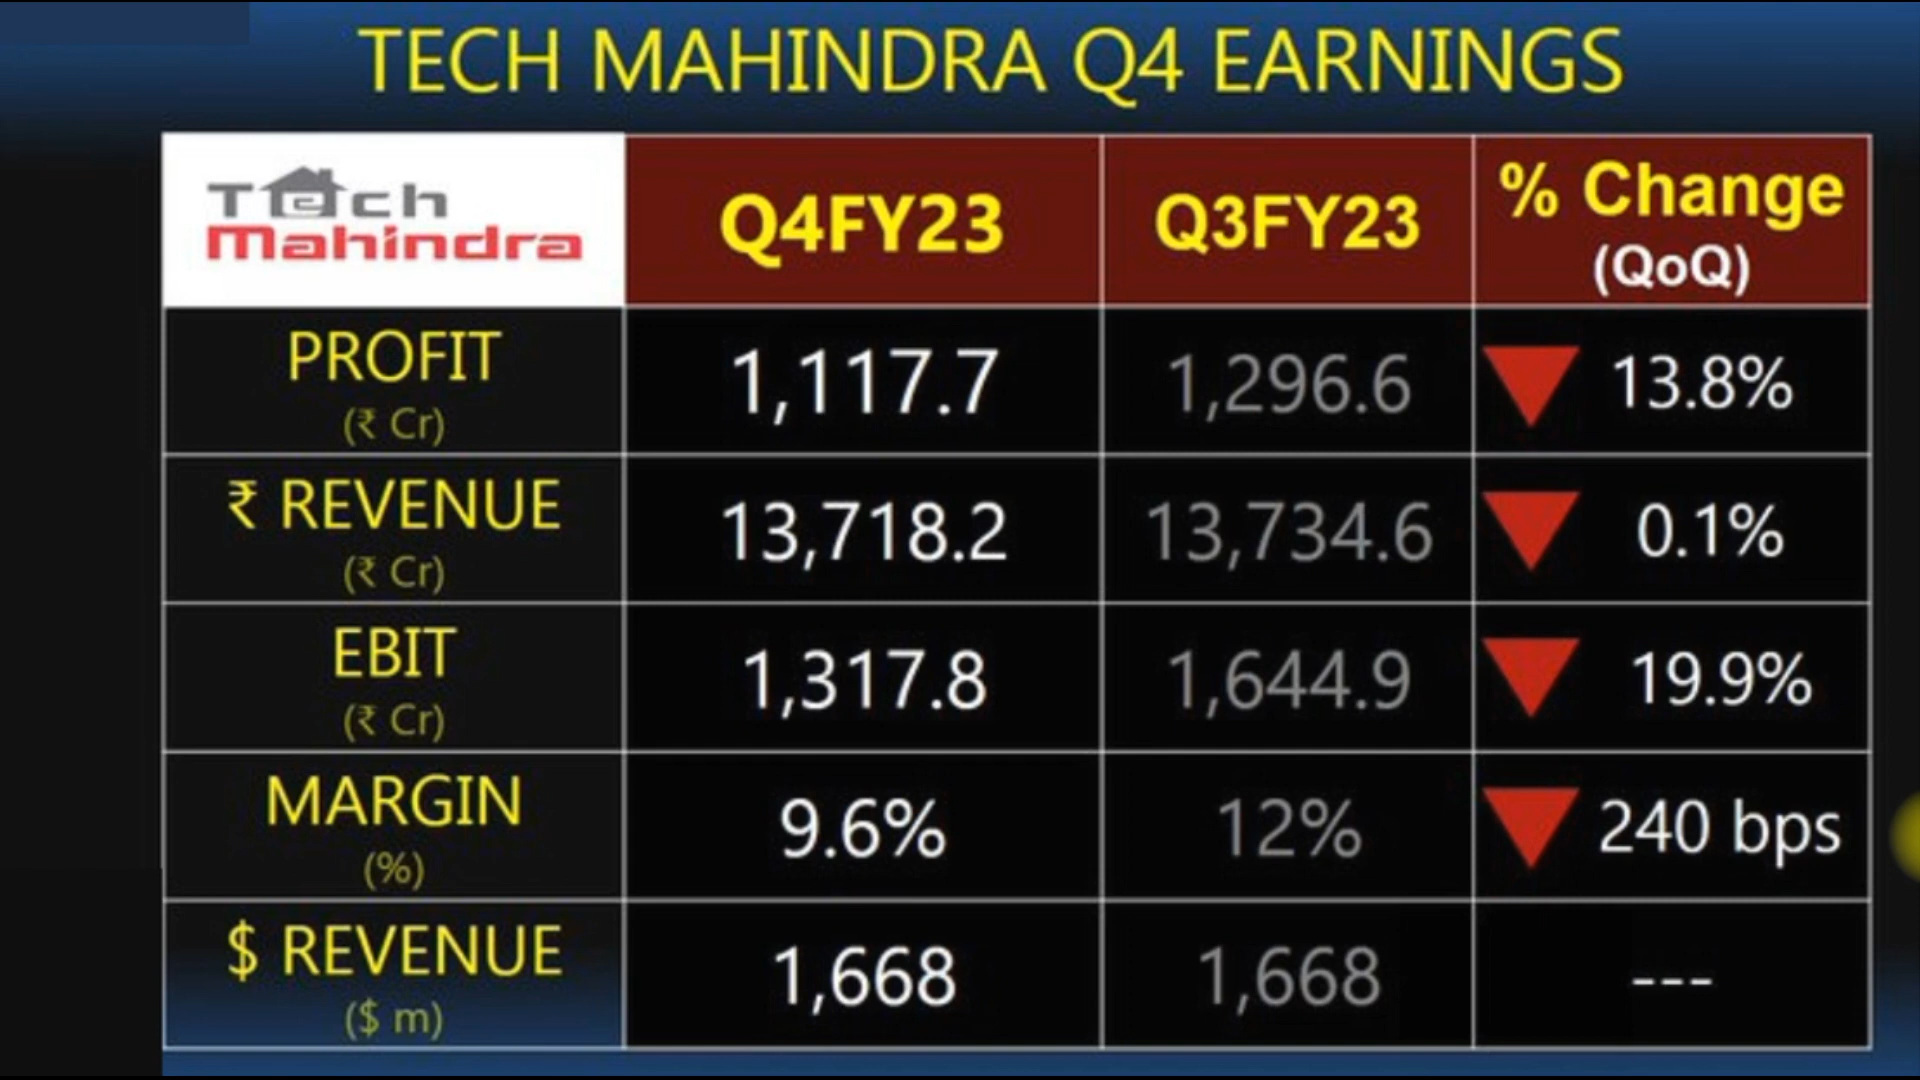 TECH MAHINDRA Q4 EARNINGS
Tech
Mahindra
Q4FY23
Q3FY23
% Change
(QoQ)
PROFIT
(₹ Cr)
1,117.7
1,296.6
13.8%
₹ REVENUE
(₹ Cr)
13,718.2
13,734.6
0.1%
EBIT
(₹ Cr)
1,317.8
1,644.9
19.9%
MARGIN
(%)
9.6%
12%
240 bps
$ REVENUE
($ m)
1,668
1,668
---